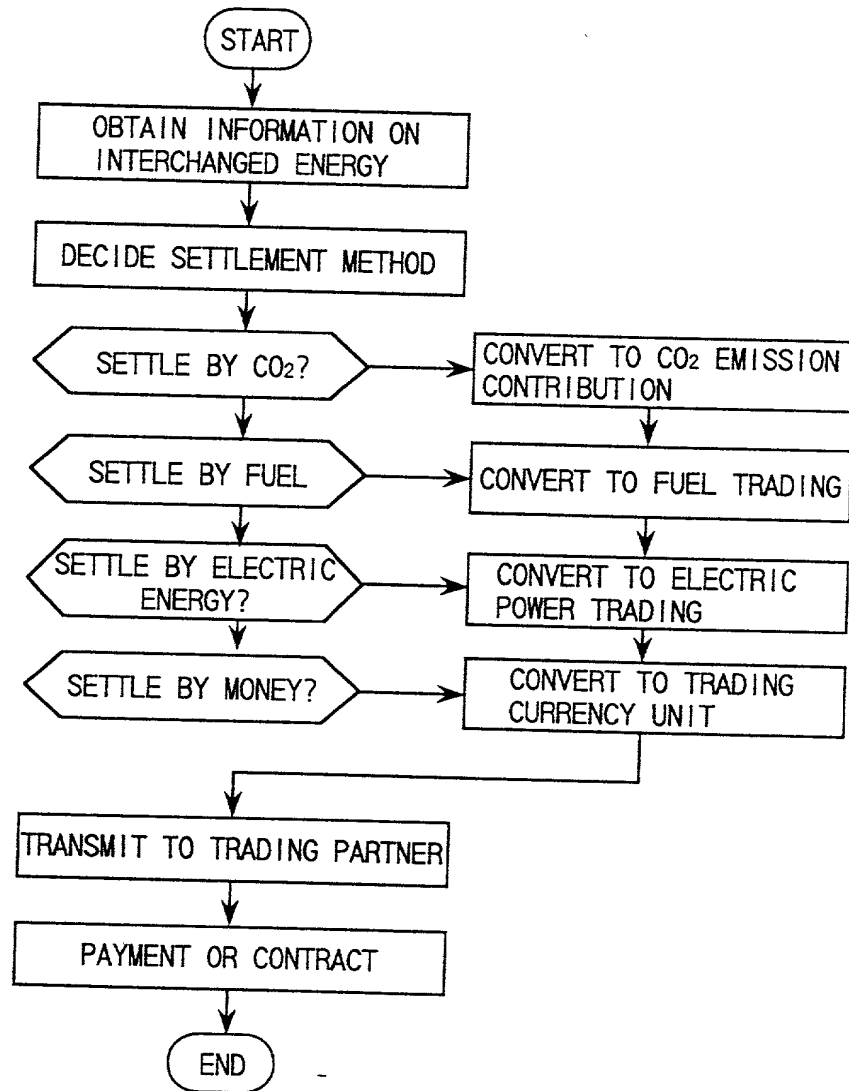 START
OBTAIN INFORMATION ON
INTERCHANGED ENERGY
DECIDE SETTLEMENT METHOD
SETTLE BY CO₂?
CONVERT TO CO₂ EMISSION
CONTRIBUTION
SETTLE BY FUEL
CONVERT TO FUEL TRADING
SETTLE BY ELECTRIC
ENERGY?
CONVERT TO ELECTRIC
POWER TRADING
SETTLE BY MONEY?
CONVERT TO TRADING
CURRENCY UNIT
TRANSMIT TO TRADING PARTNER
PAYMENT OR CONTRACT
END